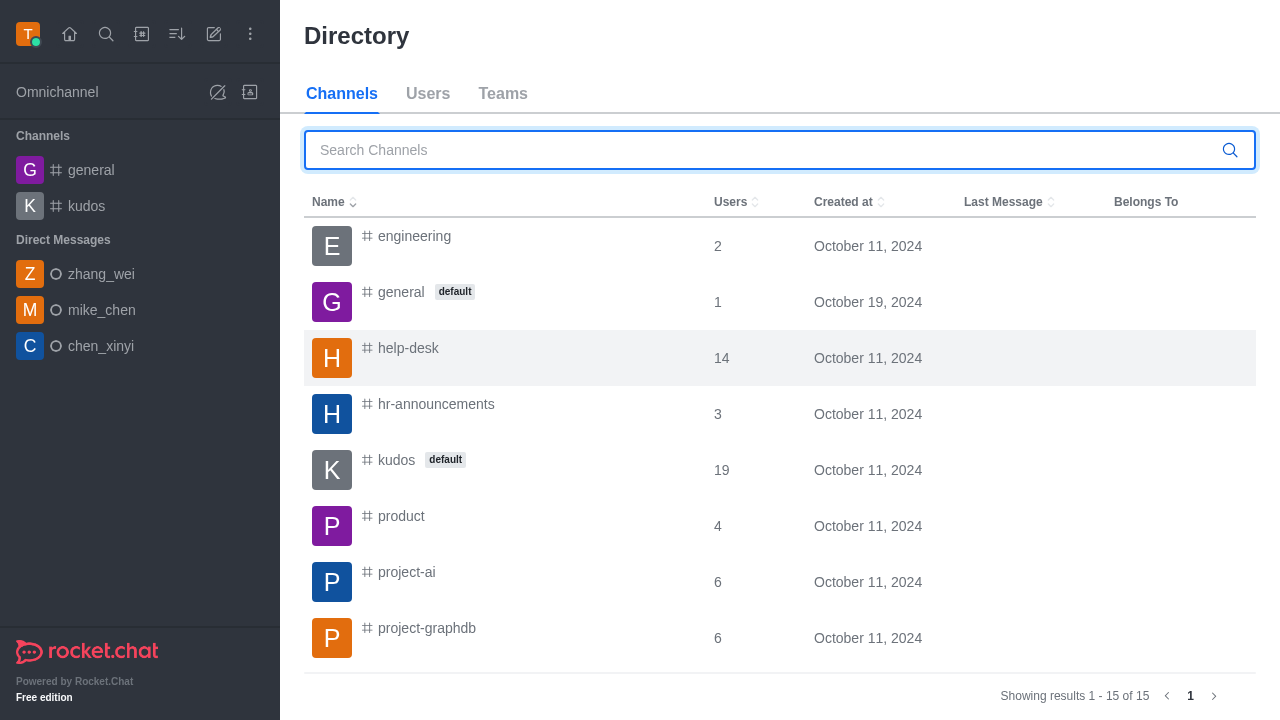 T
Directory
Omnichannel
Channels
G general
K kudos
Direct Messages
Z zhang_wei
M mike_chen
C chen_xinyi
rocket.chat
Powered by Rocket.Chat
Free edition
Channels Users Teams
Search Channels
Name Users Created at Last Message Belongs To
E engineering 2 October 11, 2024
G general default 1 October 19, 2024
H help-desk 14 October 11, 2024
H hr-announcements 3 October 11, 2024
K kudos default 19 October 11, 2024
P product 4 October 11, 2024
P project-ai 6 October 11, 2024
P project-graphdb 6 October 11, 2024
Showing results 1 - 15 of 15 1